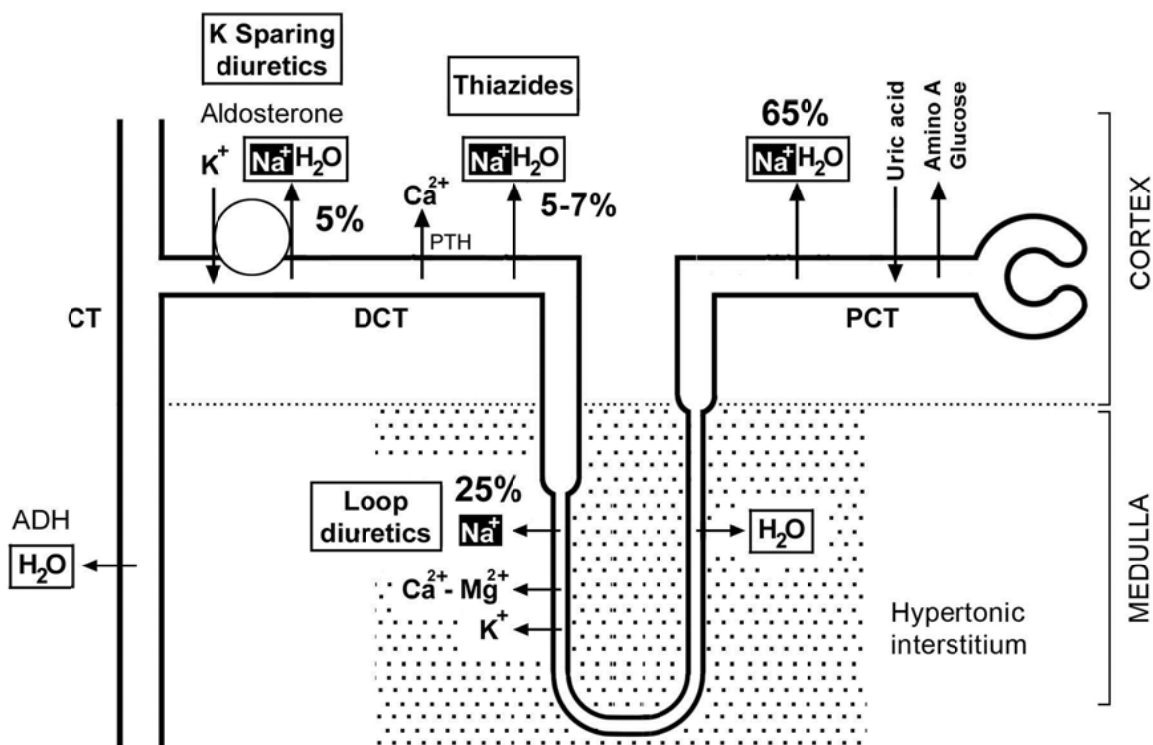 K Sparing
diuretics
Thiazides
Aldosterone
K⁺
Na⁺ H₂O
5%
Ca²⁺
PTH
Na⁺ H₂O
5-7%
65%
Na⁺ H₂O
Uric acid
Amino A
Glucose
CORTEX
CT
DCT
PCT
Loop
diuretics
25%
Na⁺
Ca²⁺- Mg²⁺
K⁺
H₂O
ADH
H₂O
Hypertonic
interstitium
MEDULLA